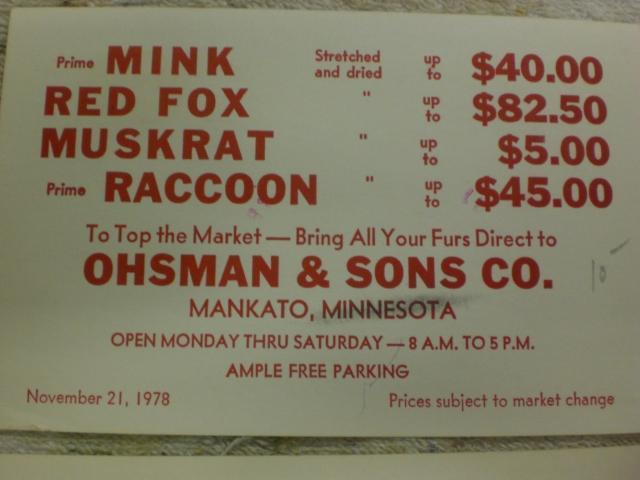 Prime MINK Stretched and dried up to $40.00
RED FOX " up to $82.50
MUSKRAT " up to $5.00
Prime RACCOON " up to $45.00
To Top the Market — Bring All Your Furs Direct to
OHSMAN & SONS CO.
MANKATO, MINNESOTA
OPEN MONDAY THRU SATURDAY — 8 A.M. TO 5 P.M.
AMPLE FREE PARKING
November 21, 1978 Prices subject to market change